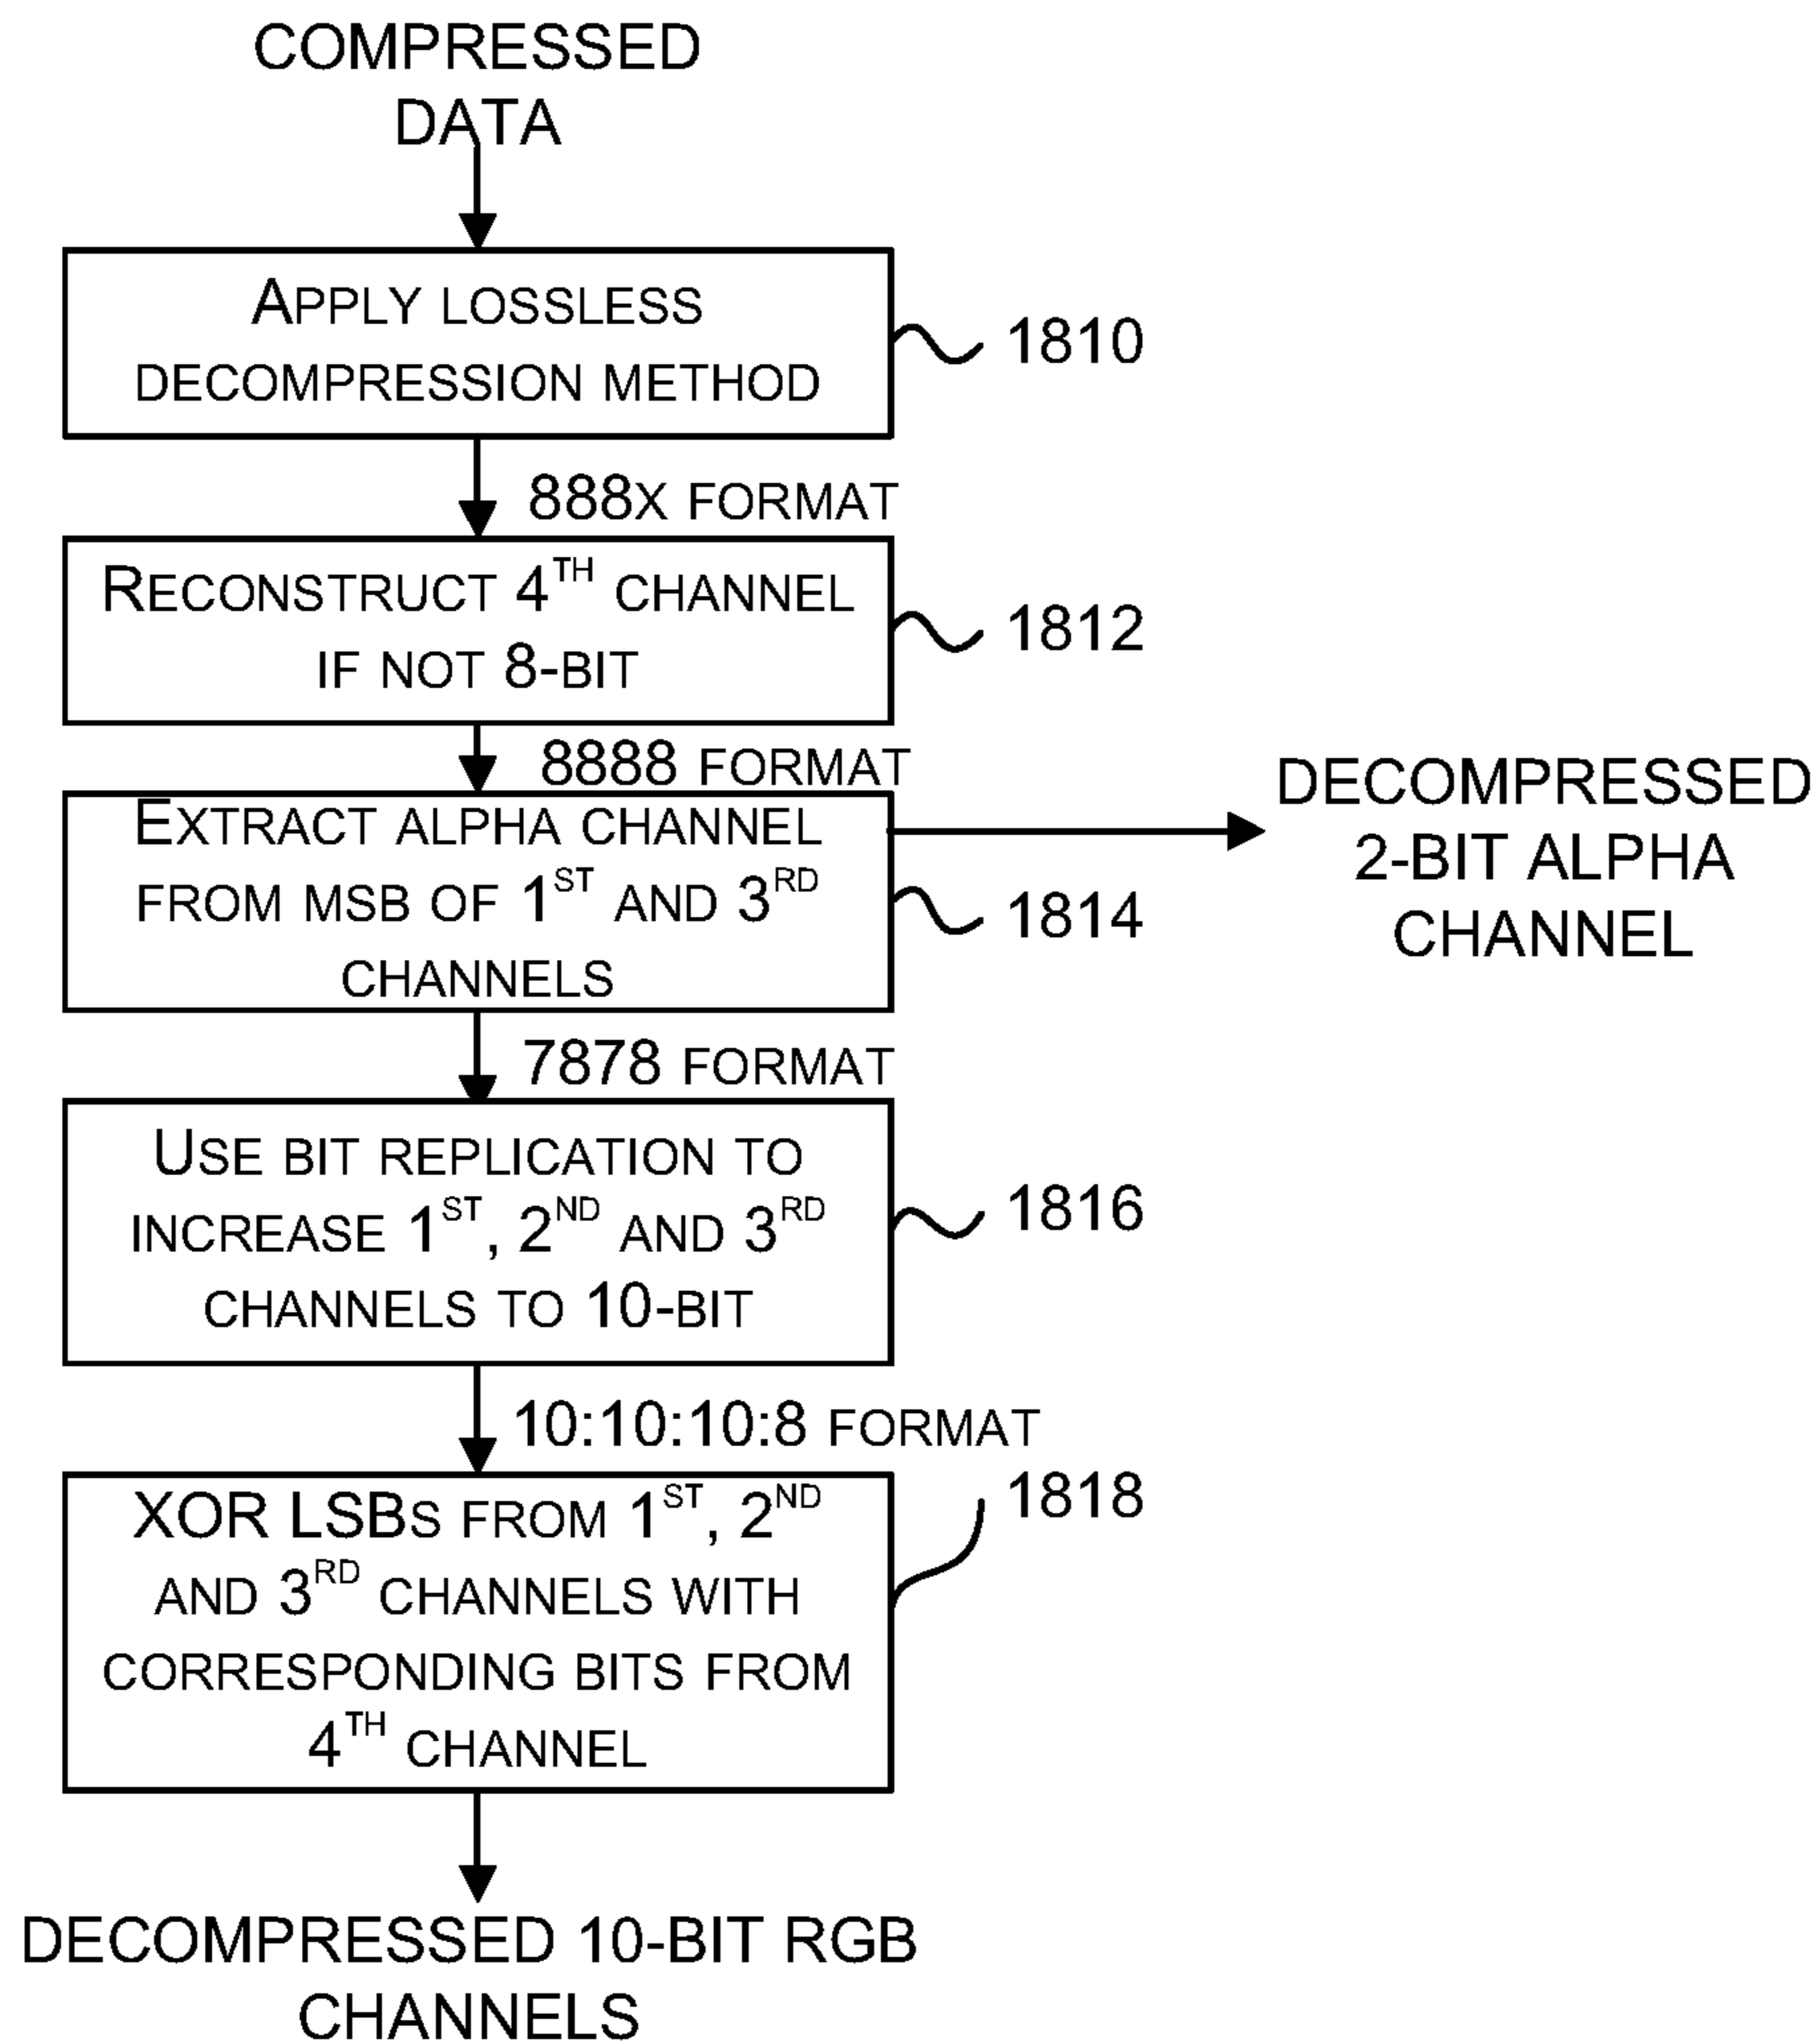 COMPRESSED
DATA
APPLY LOSSLESS
DECOMPRESSION METHOD
1810
888X FORMAT
RECONSTRUCT 4TH CHANNEL
IF NOT 8-BIT
1812
8888 FORMAT
EXTRACT ALPHA CHANNEL
FROM MSB OF 1ST AND 3RD
CHANNELS
1814
DECOMPRESSED
2-BIT ALPHA
CHANNEL
7878 FORMAT
USE BIT REPLICATION TO
INCREASE 1ST, 2ND AND 3RD
CHANNELS TO 10-BIT
1816
10:10:10:8 FORMAT
XOR LSBS FROM 1ST, 2ND
AND 3RD CHANNELS WITH
CORRESPONDING BITS FROM
4TH CHANNEL
1818
DECOMPRESSED 10-BIT RGB
CHANNELS